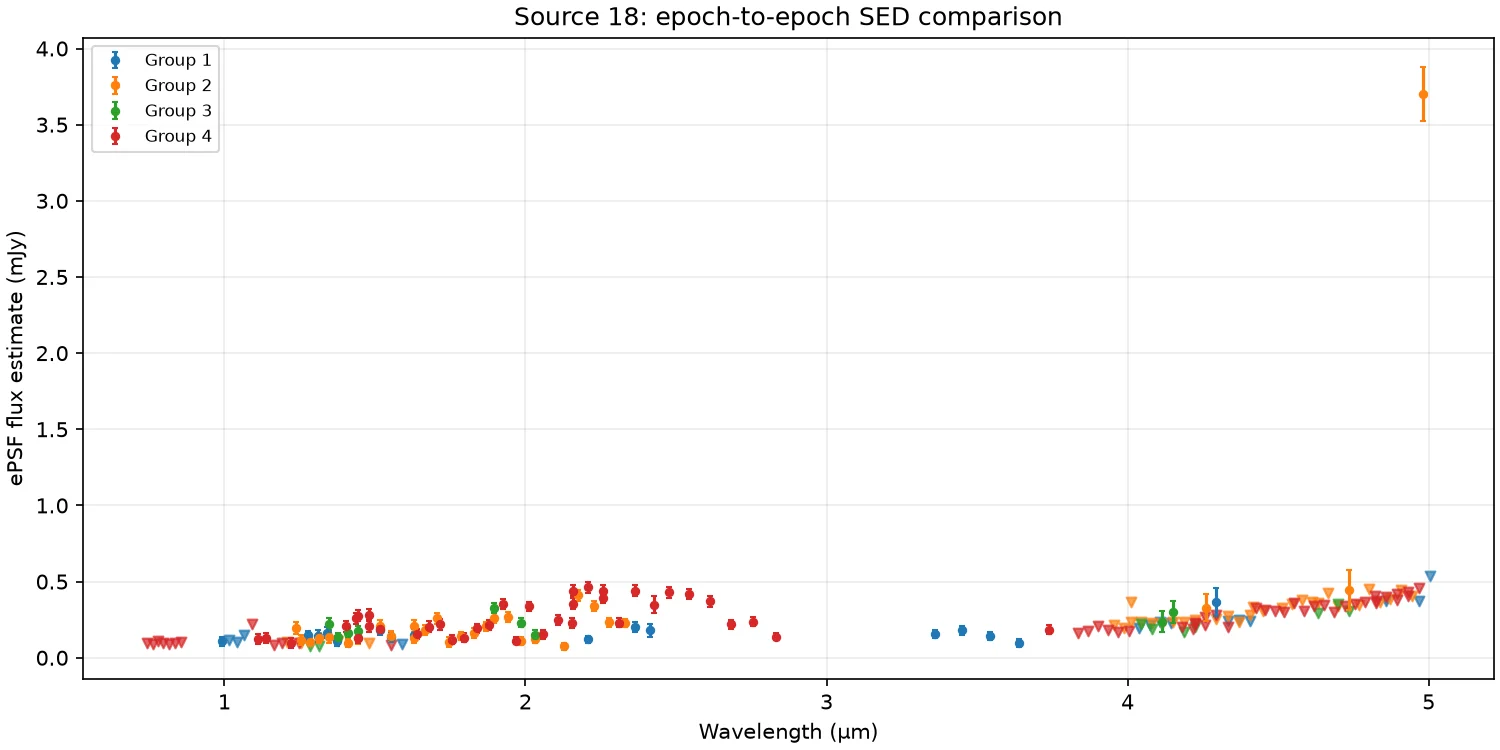 Source 18: epoch-to-epoch SED comparison
Group 1
Group 2
Group 3
Group 4
ePSF flux estimate (mJy)
4.0
3.5
3.0
2.5
2.0
1.5
1.0
0.5
0.0
1 2 3 4 5
Wavelength (µm)